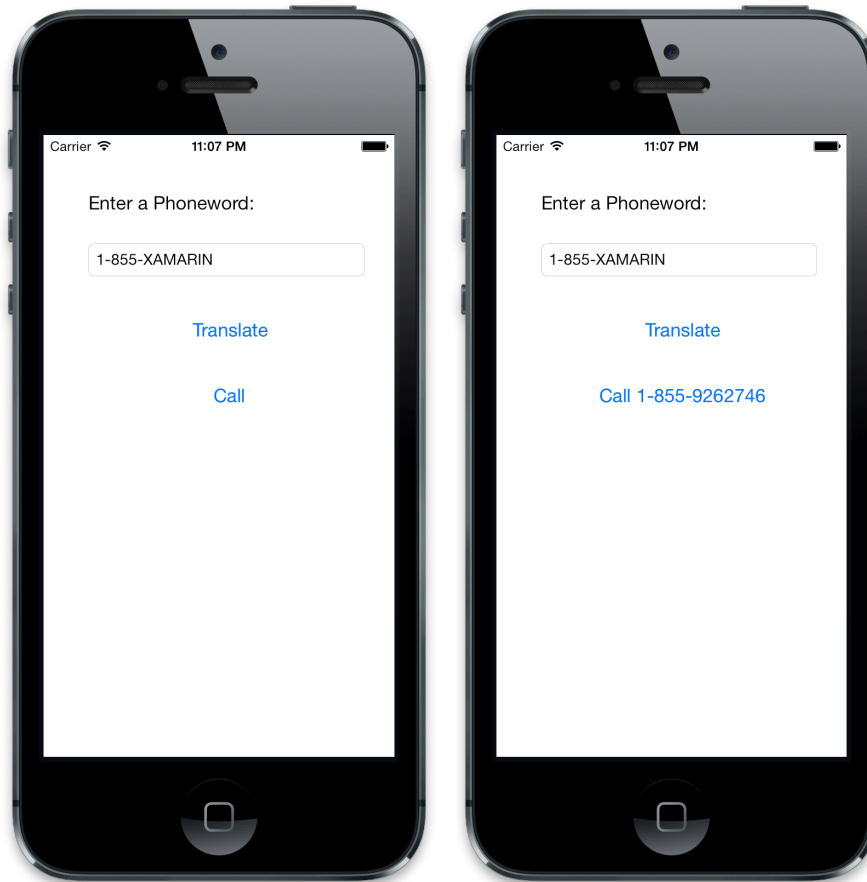 Carrier 11:07 PM
Enter a Phoneword:
1-855-XAMARIN
Translate
Call
Carrier 11:07 PM
Enter a Phoneword:
1-855-XAMARIN
Translate
Call 1-855-9262746